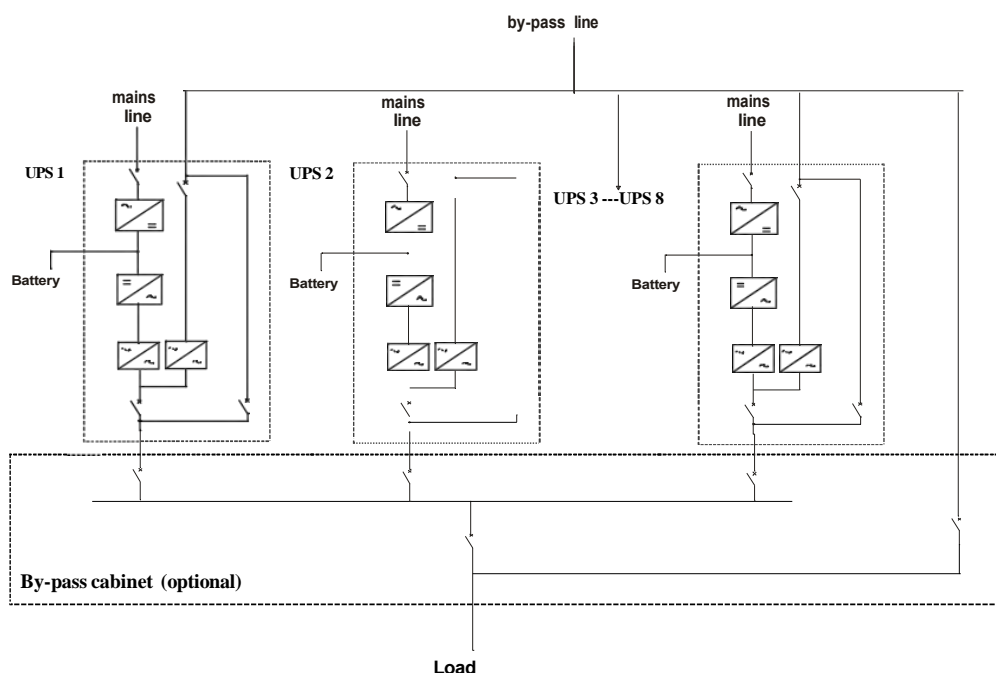 by-pass line
mains
line
mains
line
mains
line
UPS 1
UPS 2
UPS 3 ---UPS 8
Battery
Battery
Battery
By-pass cabinet (optional)
Load